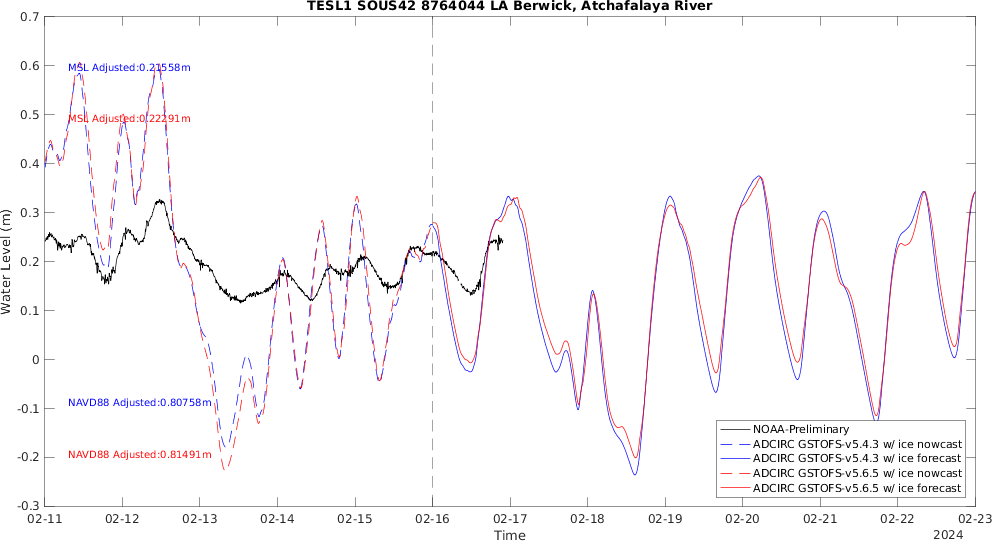 TESL1 SOUS42 8764044 LA Berwick, Atchafalaya River
0.7
0.6
0.5
0.4
0.3
0.2
0.1
0
-0.1
-0.2
-0.3
Water Level (m)
MSL Adjusted:0.21558m
MSL Adjusted:0.22291m
NAVD88 Adjusted:0.80758m
NAVD88 Adjusted:0.81491m
NOAA-Preliminary
ADCIRC GSTOFS-v5.4.3 w/ ice nowcast
ADCIRC GSTOFS-v5.4.3 w/ ice forecast
ADCIRC GSTOFS-v5.6.5 w/ ice nowcast
ADCIRC GSTOFS-v5.6.5 w/ ice forecast
02-11 02-12 02-13 02-14 02-15 02-16 02-17 02-18 02-19 02-20 02-21 02-22 02-23
Time
2024